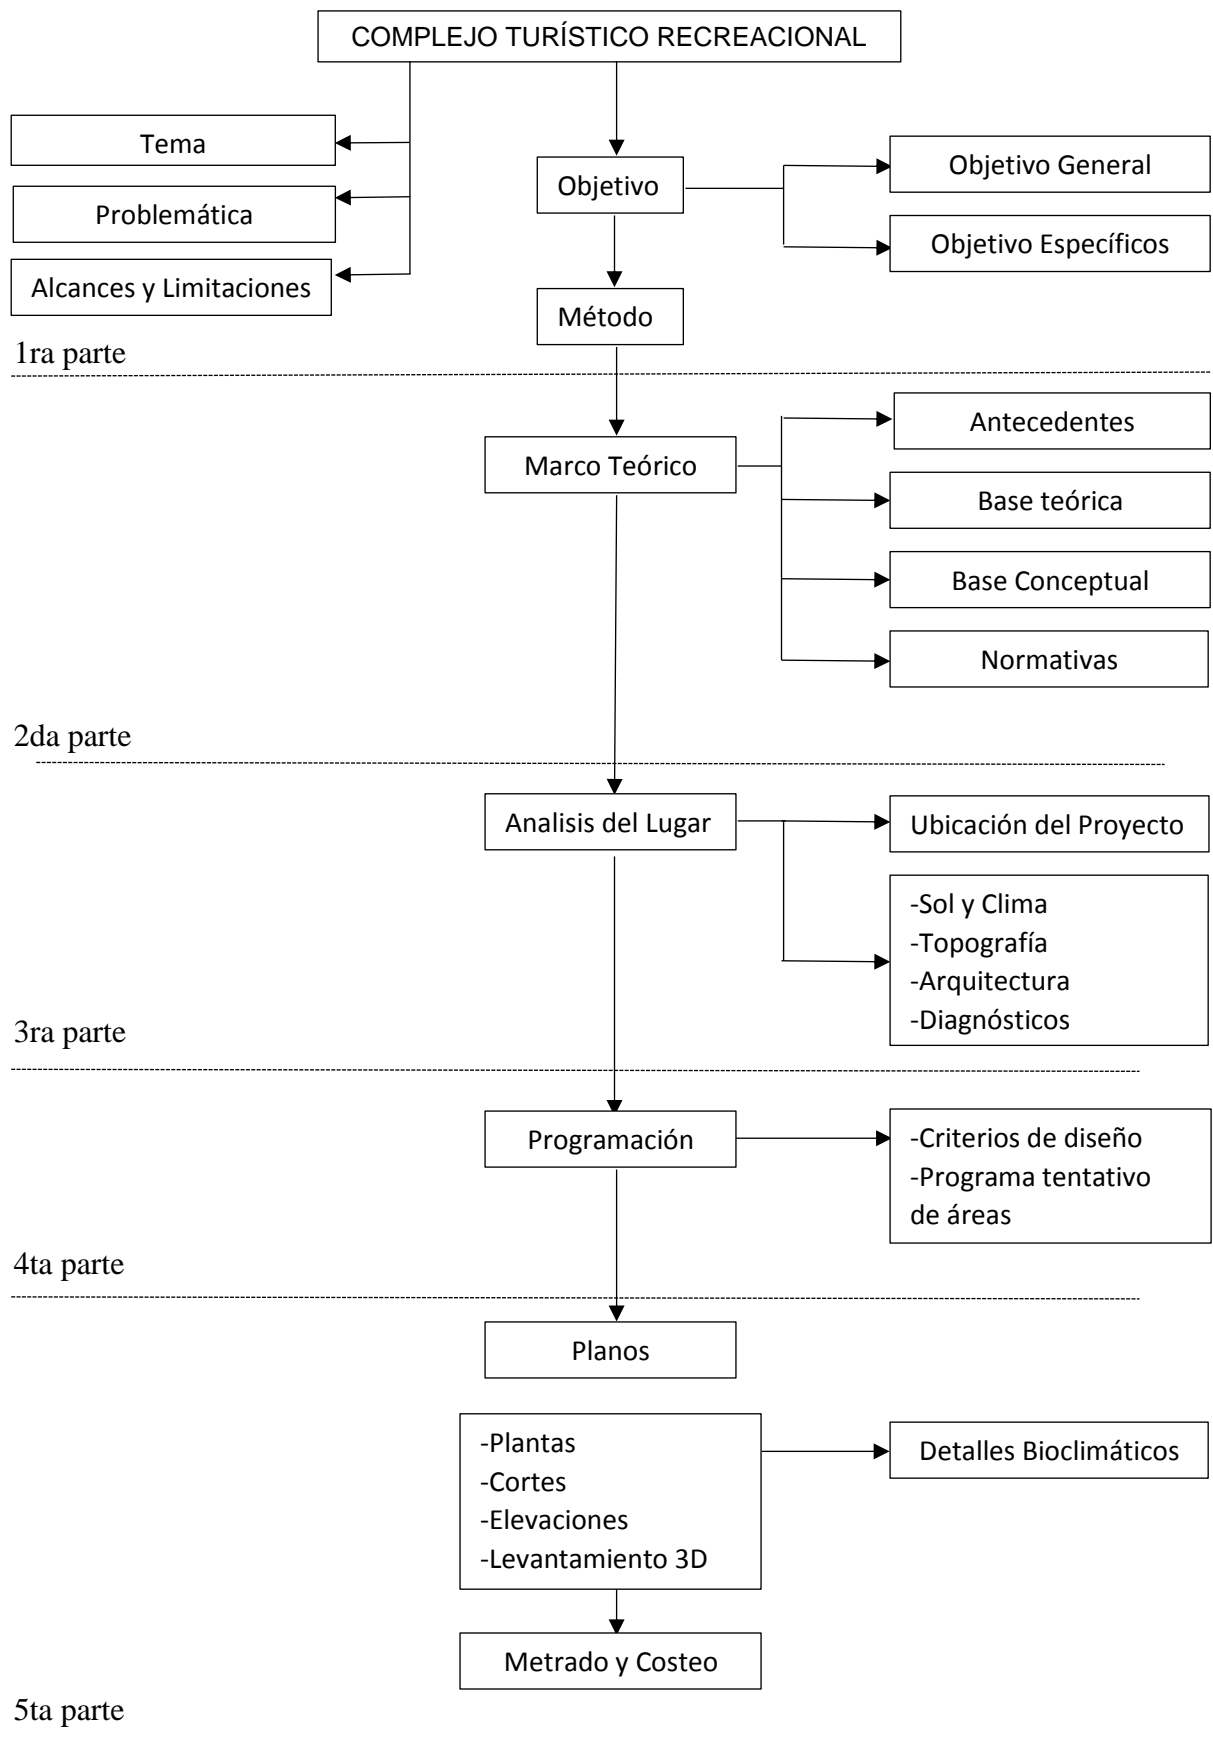 COMPLEJO TURÍSTICO RECREACIONAL
Tema
Problemática
Alcances y Limitaciones
Objetivo
Objetivo General
Objetivo Específicos
Método
1ra parte
Marco Teórico
Antecedentes
Base teórica
Base Conceptual
Normativas
2da parte
Analisis del Lugar
Ubicación del Proyecto
-Sol y Clima
-Topografía
-Arquitectura
-Diagnósticos
3ra parte
Programación
-Criterios de diseño
-Programa tentativo
de áreas
4ta parte
Planos
-Plantas
-Cortes
-Elevaciones
-Levantamiento 3D
Detalles Bioclimáticos
Metrado y Costeo
5ta parte